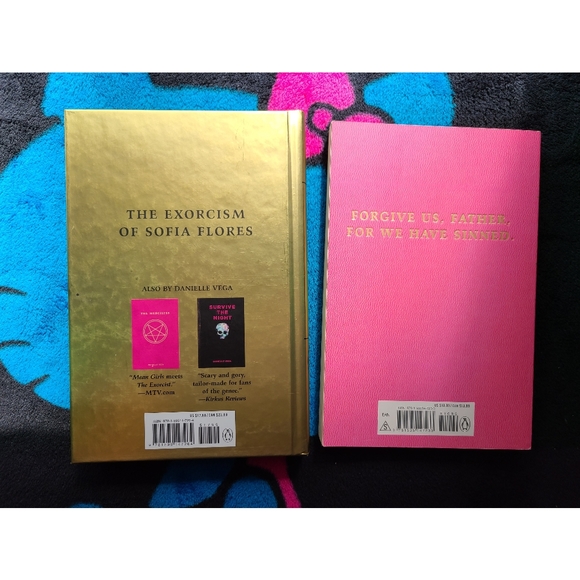 THE EXORCISM
OF SOFIA FLORES
ALSO BY DANIELLE VEGA
THE MERCILESS
SURVIVE
THE
NIGHT
"Mean Girls meets
The Exorcist."
—MTV.com
"Scary and gory,
tailor-made for fans
of the genre."
—Kirkus Reviews
FORGIVE US, FATHER,
FOR WE HAVE SINNED.